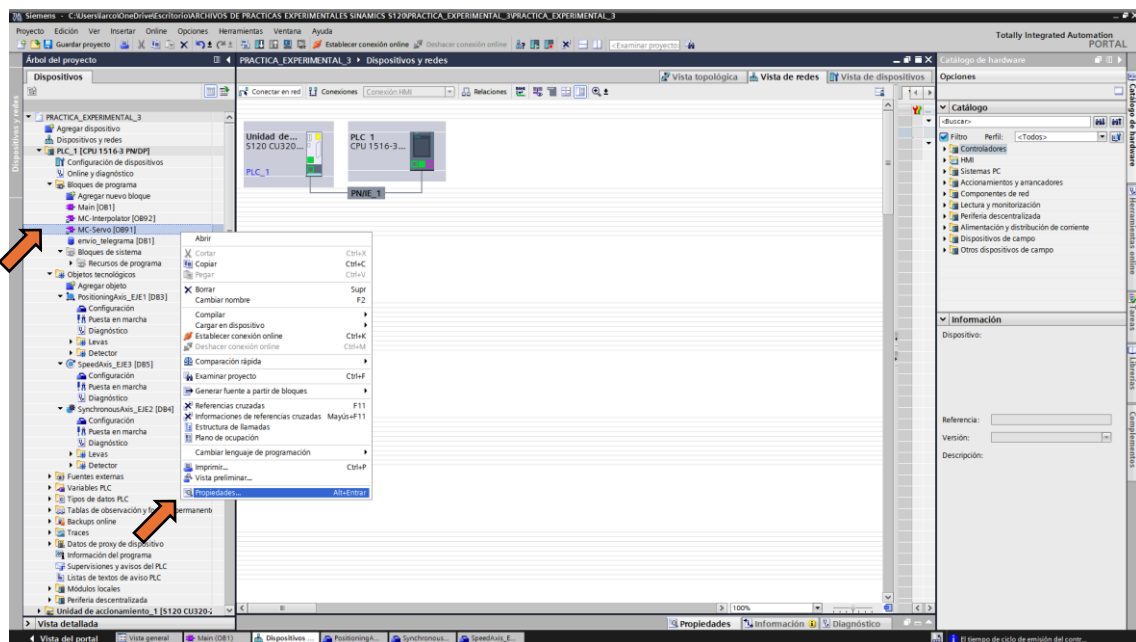 Siemens - C:\Users\larco\OneDrive\Escritorio\ARCHIVOS DE PRACTICAS EXPERIMENTALES SINAMICS S120\PRACTICA_EXPERIMENTAL_3\PRACTICA_EXPERIMENTAL_3
Proyecto Edición Ver Insertar Online Opciones Herramientas Ventana Ayuda
Totally Integrated Automation
PORTAL
Guardar proyecto Establecer conexión online Deshacer conexión online <Examinar proyecto>
Árbol del proyecto
PRACTICA_EXPERIMENTAL_3 Dispositivos y redes
Catálogo de hardware
Dispositivos
Vista topológica Vista de redes Vista de dispositivos
Opciones
Conectar en red Conexiones Conexión HMI Relaciones
Dispositivos y redes
PRACTICA_EXPERIMENTAL_3
Agregar dispositivo
Dispositivos y redes
PLC_1 [CPU 1516-3 PN/DP]
Configuración de dispositivos
Online y diagnóstico
Bloques de programa
Agregar nuevo bloque
Main [OB1]
MC-Interpolator [OB92]
MC-Servo [OB91]
envio_telegrama [DB1]
Bloques de sistema
Recursos de programa
Objetos tecnológicos
Agregar objeto
PositioningAxis_EJE1 [DB3]
Configuración
Puesta en marcha
Diagnóstico
Levas
Detector
SpeedAxis_EJE3 [DB5]
Configuración
Puesta en marcha
Diagnóstico
SynchronousAxis_EJE2 [DB4]
Configuración
Puesta en marcha
Diagnóstico
Levas
Detector
Fuentes externas
Variables PLC
Tipos de datos PLC
Tablas de observación y fo permanent
Backups online
Traces
Datos de proxy de dispositivo
Información del programa
Supervisiones y avisos del PLC
Listas de textos de aviso PLC
Módulos locales
Periferia descentralizada
Unidad de accionamiento_1 [S120 CU320-2
Vista detallada
Unidad de...
S120 CU320...
PLC_1
PLC 1
CPU 1516-3...
PN/IE_1
Abrir
Cortar Ctrl+X
Copiar Ctrl+C
Pegar Ctrl+V
Borrar Supr
Cambiar nombre F2
Compilar
Cargar en dispositivo
Establecer conexión online Ctrl+K
Deshacer conexión online Ctrl+M
Comparación rápida
Examinar proyecto Ctrl+F
Generar fuente a partir de bloques
Referencias cruzadas F11
Informaciones de referencias cruzadas Mayús+F11
Estructura de llamadas
Plano de ocupación
Cambiar lenguaje de programación
Imprimir... Ctrl+P
Vista preliminar...
Propiedades... Alt+Entrar
100%
Propiedades Información Diagnóstico
Catálogo
<Buscar>
Filtro Perfil: <Todos>
Controladores
HMI
Sistemas PC
Accionamientos y arrancadores
Componentes de red
Lectura y monitorización
Periferia descentralizada
Alimentación y distribución de corriente
Dispositivos de campo
Otros dispositivos de campo
Información
Dispositivo:
Referencia:
Versión:
Descripción:
Catálogo de hardware
Herramientas online
Tareas
Librerías
Complementos
Vista del portal Vista general Main (OB1) Dispositivos ... PositioningA... Synchronous... SpeedAxis_E...
El tiempo de ciclo de emisión del contr...